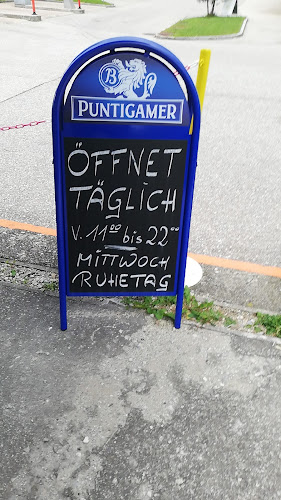 B P
PUNTIGAMER
ÖFFNET
TÄGLICH
V. 11⁰⁰ bis 22⁰⁰
MITTWOCH
RUHETAG